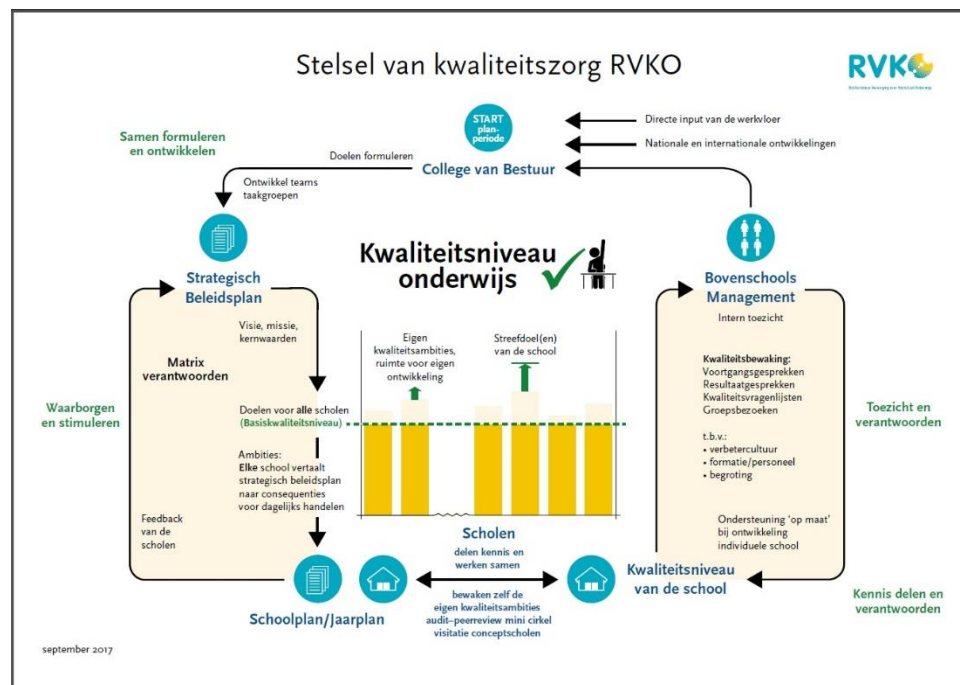 Stelsel van kwaliteitszorg RVKO
RVKO
START
plan-
periode
College van Bestuur
Directe input van de werkvloer
Nationale en internationale ontwikkelingen
Samen formuleren
en ontwikkelen
Doelen formuleren
Ontwikkel teams
taakgroepen
Strategisch
Beleidsplan
Kwaliteitsniveau
onderwijs
Bovenschools
Management
Visie, missie,
kernwaarden
Matrix
verantwoorden
Waarborgen
en stimuleren
Doelen voor alle scholen
(Basiskwaliteitsniveau)
Ambities:
Elke school vertaalt
strategisch beleidsplan
naar consequenties
voor dagelijks handelen
Feedback
van de
scholen
Eigen
kwaliteitsambities,
ruimte voor eigen
ontwikkeling
Streefdoel(en)
van de school
Intern toezicht
Kwaliteitsbewaking:
Voortgangsgesprekken
Resultaatgesprekken
Kwaliteitsvragenlijsten
Groepsbezoeken
t.b.v.:
• verbetercultuur
• formatie/personeel
• begroting
Toezicht en
verantwoorden
Ondersteuning ‘op maat’
bij ontwikkeling
individuele school
Scholen
delen kennis en
werken samen
bewaken zelf de
eigen kwaliteitsambities
audit–peerreview mini cirkel
visitatie conceptscholen
Schoolplan/Jaarplan
Kwaliteitsniveau
van de school
Kennis delen en
verantwoorden
september 2017